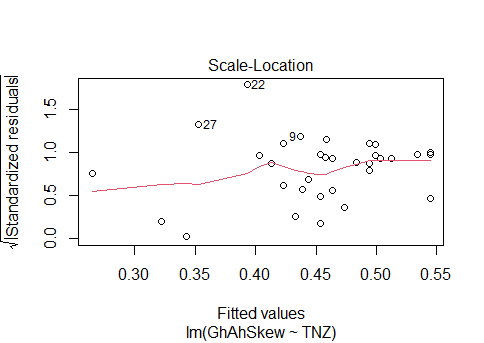 Scale-Location
√|Standardized residuals|
1.5
1.0
0.5
0.0
22
27
9
0.30 0.35 0.40 0.45 0.50 0.55
Fitted values
lm(GhAhSkew ~ TNZ)